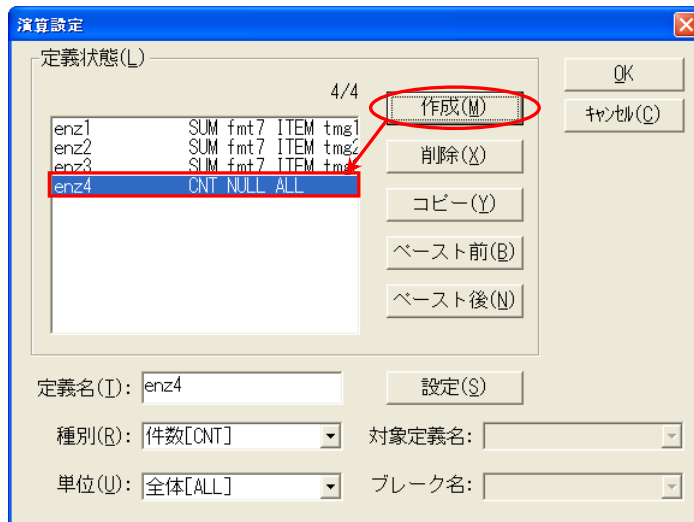 演算設定
定義状態(L)
4/4
OK
作成(M)
ｷｬﾝｾﾙ(C)
enz1 SUM fmt7 ITEM tmg1
enz2 SUM fmt7 ITEM tmg2
enz3 SUM fmt7 ITEM tmg
enz4 CNT NULL ALL
削除(X)
コピー(Y)
ペースト前(B)
ペースト後(N)
定義名(T): enz4
設定(S)
種別(R): 件数[CNT]
対象定義名:
単位(U): 全体[ALL]
ブレーク名: